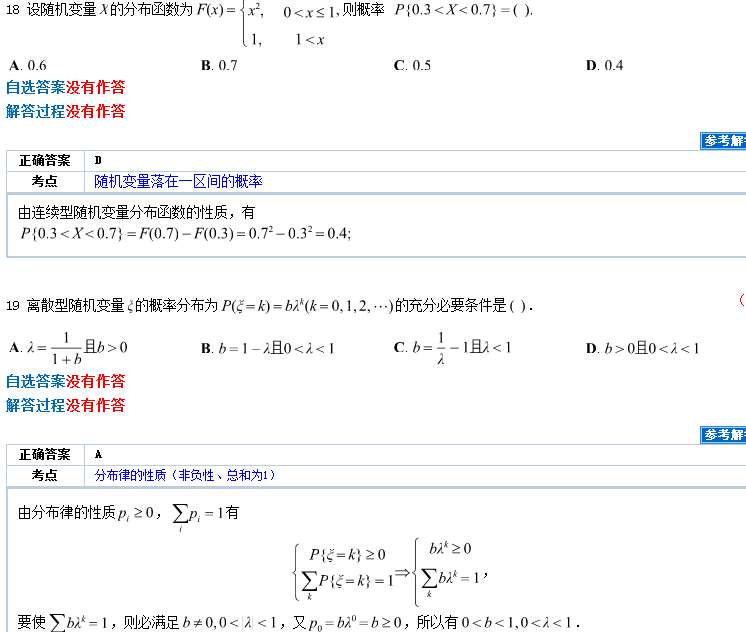 18 设随机变量 X 的分布函数为 F(x) = { x², 0 < x ≤ 1, 则概率 P{0.3 < X < 0.7} = ( ).
1, 1 < x
A. 0.6 B. 0.7 C. 0.5 D. 0.4
自选答案没有作答
解答过程没有作答
参考解答
正确答案 D
考点 随机变量落在一区间的概率
由连续型随机变量分布函数的性质，有
P{0.3 < X < 0.7} = F(0.7) − F(0.3) = 0.7² − 0.3² = 0.4;
19 离散型随机变量 ξ 的概率分布为 P(ξ = k) = bλᵏ(k = 0, 1, 2, ⋯) 的充分必要条件是 ( ) .
A. λ = 1/(1+b) 且 b > 0 B. b = 1 − λ且0 < λ < 1 C. b = 1/λ − 1且λ < 1 D. b > 0且0 < λ < 1
自选答案没有作答
解答过程没有作答
参考解答
正确答案 A
考点 分布律的性质（非负性、总和为1）
由分布律的性质 pᵢ ≥ 0， ∑ᵢ pᵢ = 1 有
{ P{ξ = k} ≥ 0 ⇒ { bλᵏ ≥ 0
∑ₖ P{ξ = k} = 1 ∑ₖ bλᵏ = 1 ，
要使 ∑ bλᵏ = 1，则必满足 b ≠ 0, 0 < |λ| < 1，又 p₀ = bλ⁰ = b ≥ 0，所以有 0 < b < 1, 0 < λ < 1 .